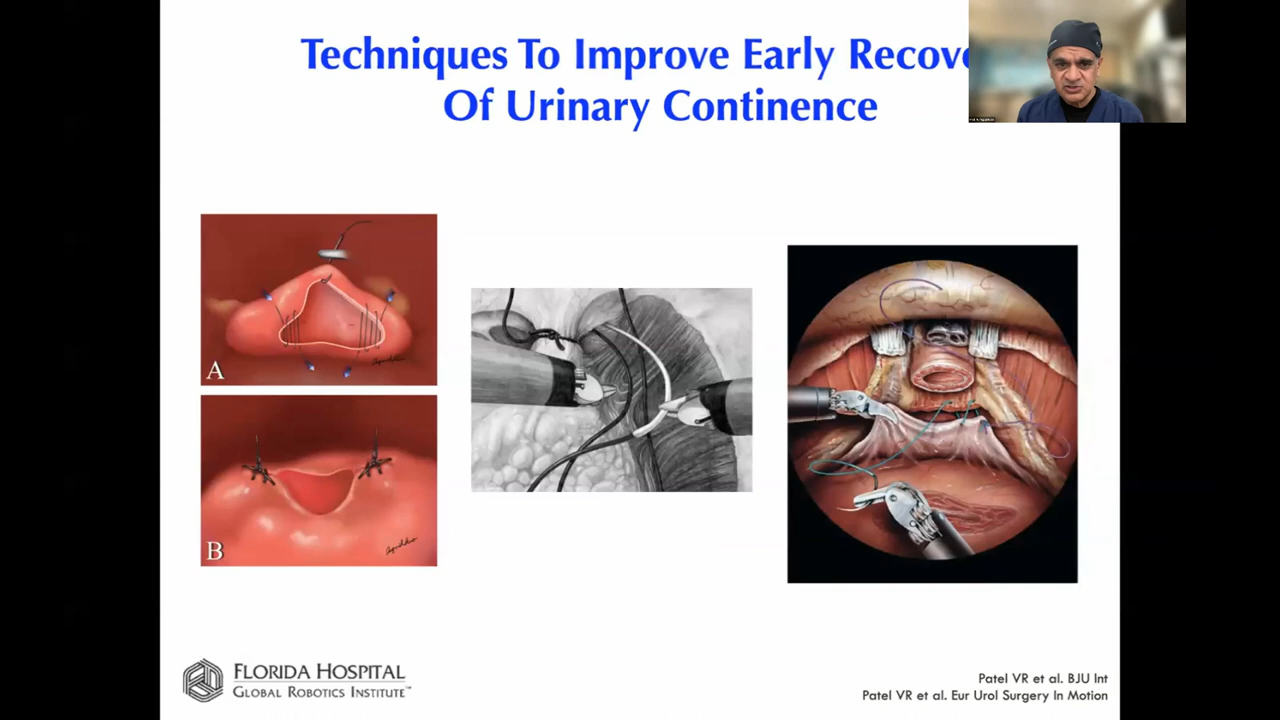 Techniques To Improve Early Recove
Of Urinary Continence
A
B
FLORIDA HOSPITAL
GLOBAL ROBOTICS INSTITUTE™
Patel VR et al. BJU Int
Patel VR et al. Eur Urol Surgery In Motion